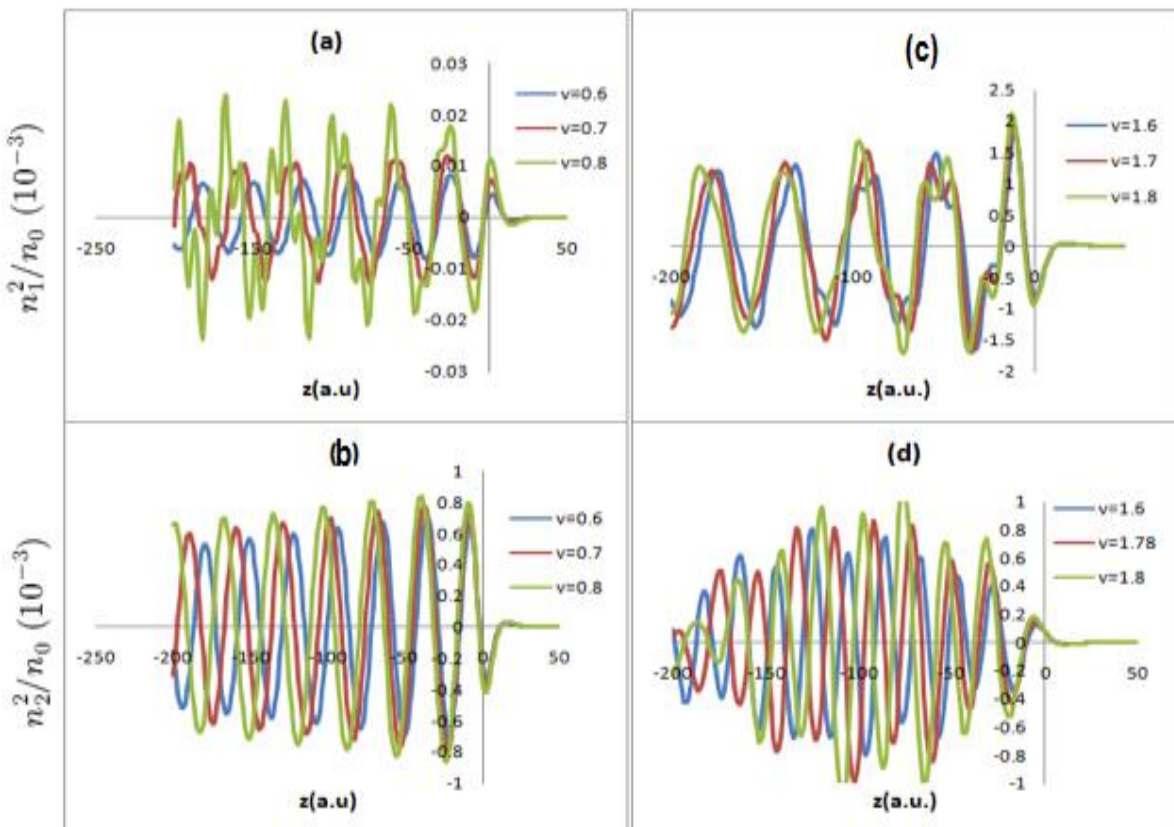 (a)
0.03
0.02
0.01
0
-0.01
-0.02
-0.03
-250
-150
-50
50
v=0.6
v=0.7
v=0.8
z(a.u)
n_1^2/n_0 (10^{-3})
(c)
2.5
2
1.5
1
0.5
0
-0.5
-1
-1.5
-2
-200
-100
0
v=1.6
v=1.7
v=1.8
z(a.u.)
(b)
1
0.8
0.6
0.4
0.2
0
-0.2
-0.4
-0.6
-0.8
-1
-250
-200
-150
-100
-50
0
50
v=0.6
v=0.7
v=0.8
z(a.u)
n_2^2/n_0 (10^{-3})
(d)
1
0.8
0.6
0.4
0.2
0
-0.2
-0.4
-0.6
-0.8
-1
-200
-150
-100
-50
0
50
v=1.6
v=1.78
v=1.8
z(a.u.)